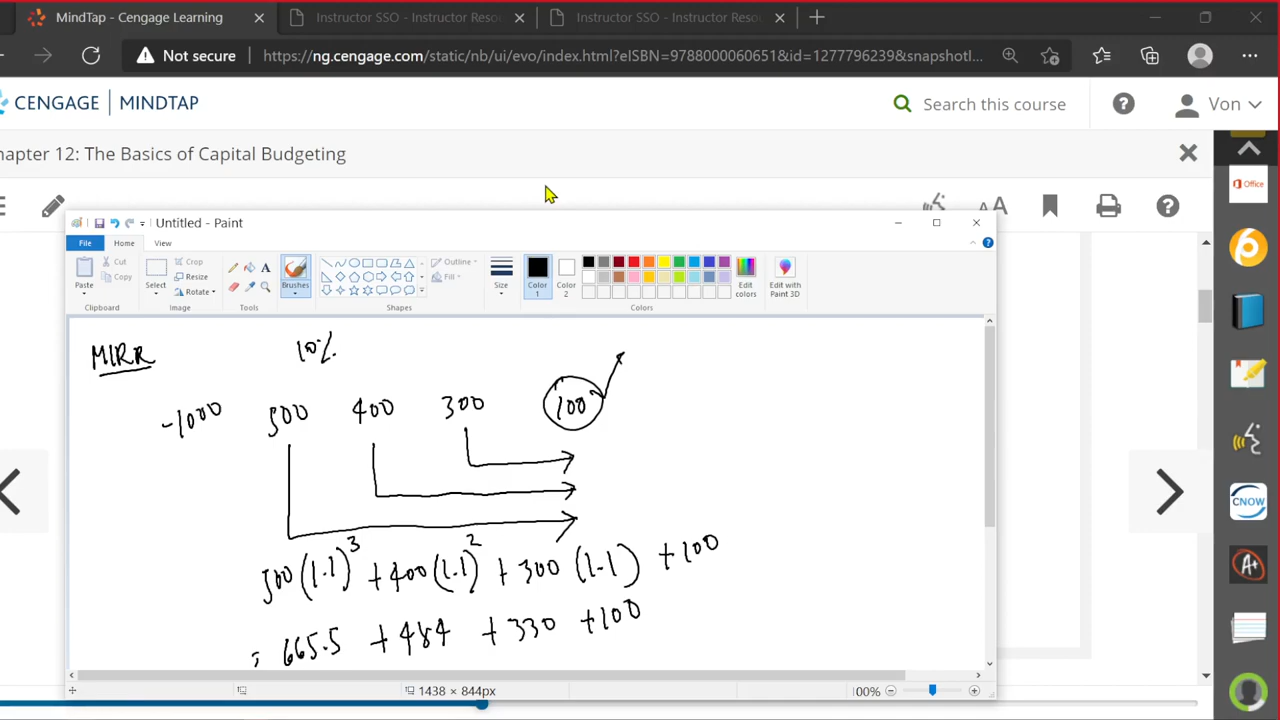 MindTap - Cengage Learning
Instructor SSO - Instructor Reso
Instructor SSO - Instructor Reso
Not secure
https://ng.cengage.com/static/nb/ui/evo/index.html?eISBN=9788000060651&id=1277796239&snapshotI...
CENGAGE | MINDTAP
Search this course
Von
hapter 12: The Basics of Capital Budgeting
Office
AA
Untitled - Paint
File
Home
View
Paste
Cut
Copy
Clipboard
Select
Crop
Resize
Rotate
Image
A
Tools
Brushes
Outline
Fill
Shapes
Size
Color 1
Color 2
Edit colors
Colors
Edit with Paint 3D
MIRR 10%
-1000 500 400 300 100
500 (1.1)^3 + 400 (1.1)^2 + 300 (1.1) + 100
= 665.5 + 484 + 330 + 100
1438 × 844px
100%
CNOW
A+